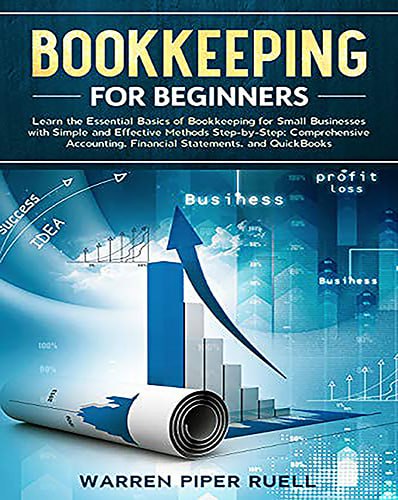 BOOKKEEPING
FOR BEGINNERS
Learn the Essential Basics of Bookkeeping for Small Businesses
with Simple and Effective Methods Step-by-Step: Comprehensive
Accounting, Financial Statements, and QuickBooks
profit
loss
Business
success
IDEA
Business
100%
80%
WARREN PIPER RUELL